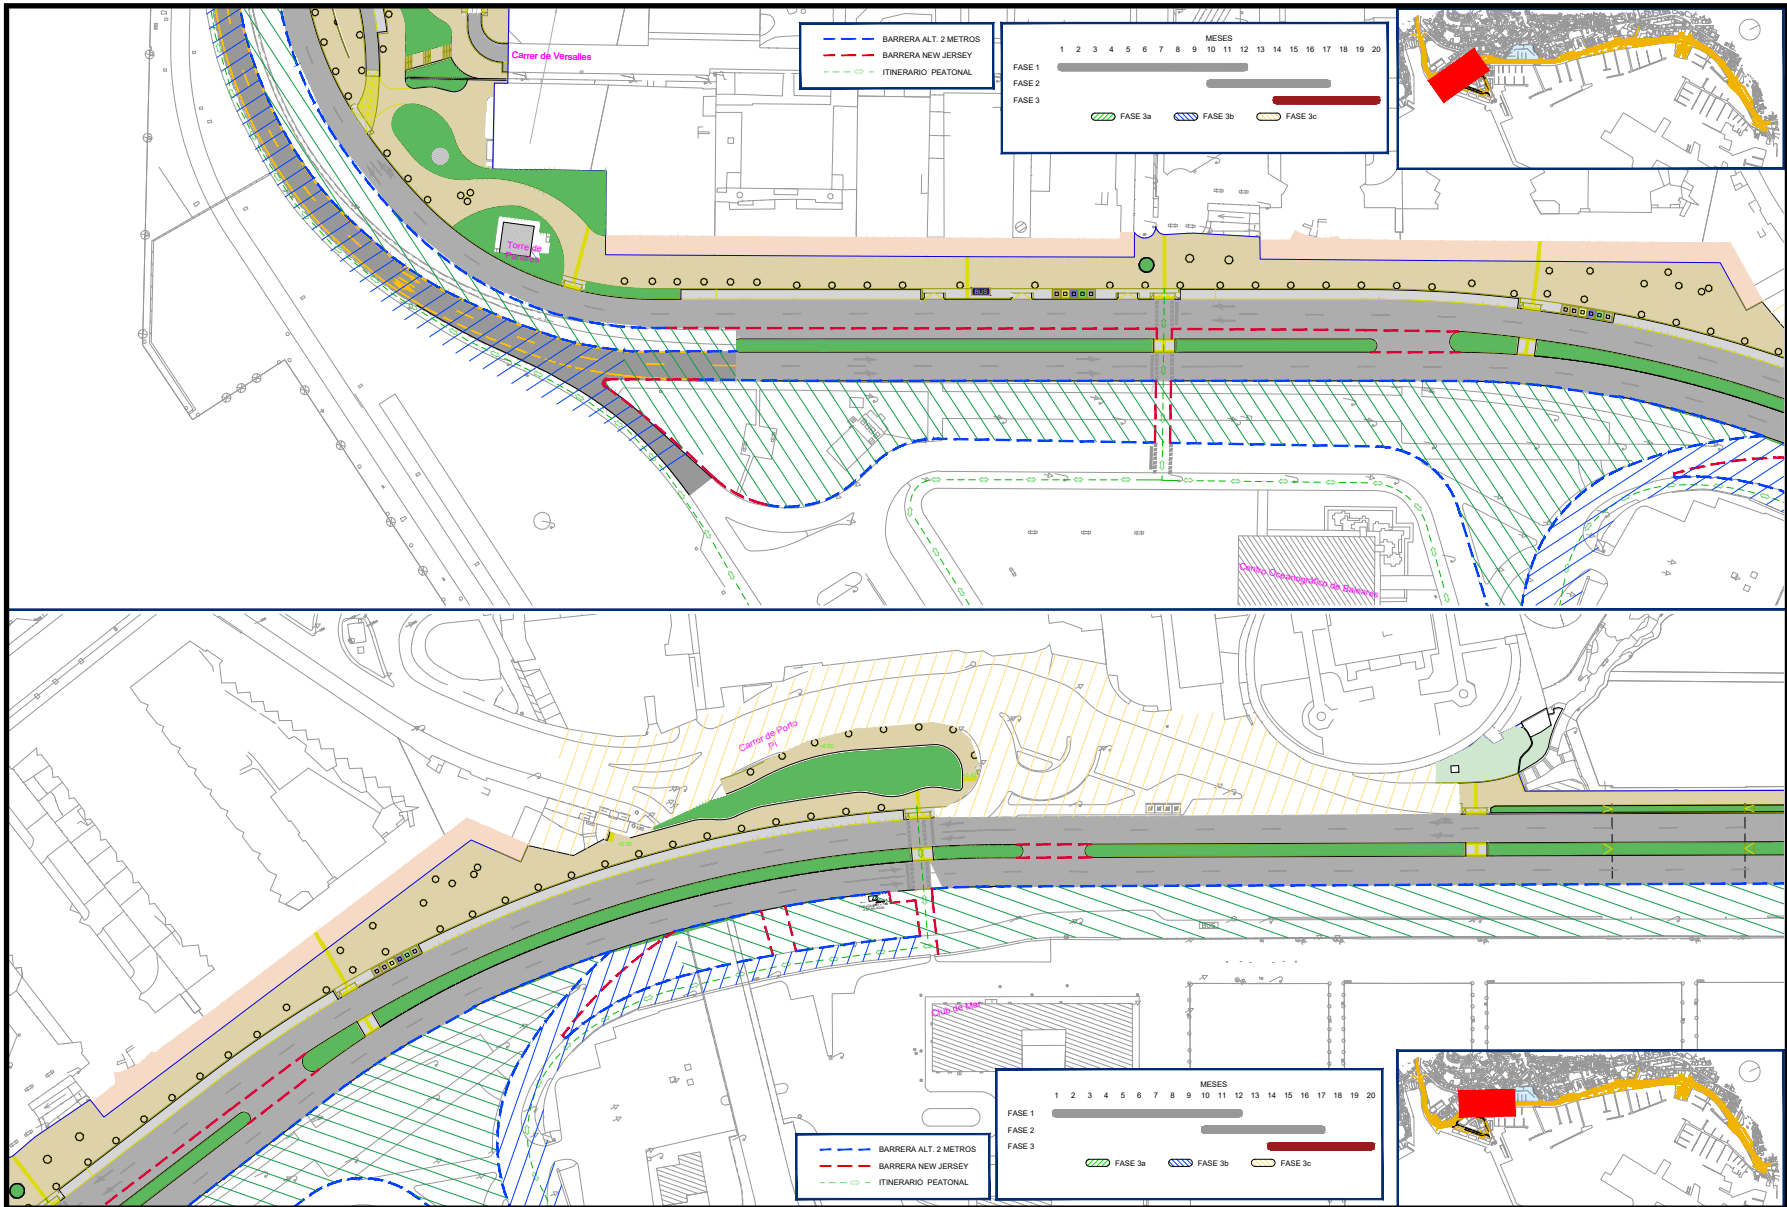 Carrer de Versalles
BARRERA ALT. 2 METROS
BARRERA NEW JERSEY
ITINERARIO PEATONAL
MESES
1 2 3 4 5 6 7 8 9 10 11 12 13 14 15 16 17 18 19 20
FASE 1
FASE 2
FASE 3
FASE 3a FASE 3b FASE 3c
Torre de
BUS
Centro Oceanográfico de Baleares
Carrer de Porto
Pi
BUS
Club de Mar
MESES
1 2 3 4 5 6 7 8 9 10 11 12 13 14 15 16 17 18 19 20
FASE 1
FASE 2
FASE 3
FASE 3a FASE 3b FASE 3c
BARRERA ALT. 2 METROS
BARRERA NEW JERSEY
ITINERARIO PEATONAL